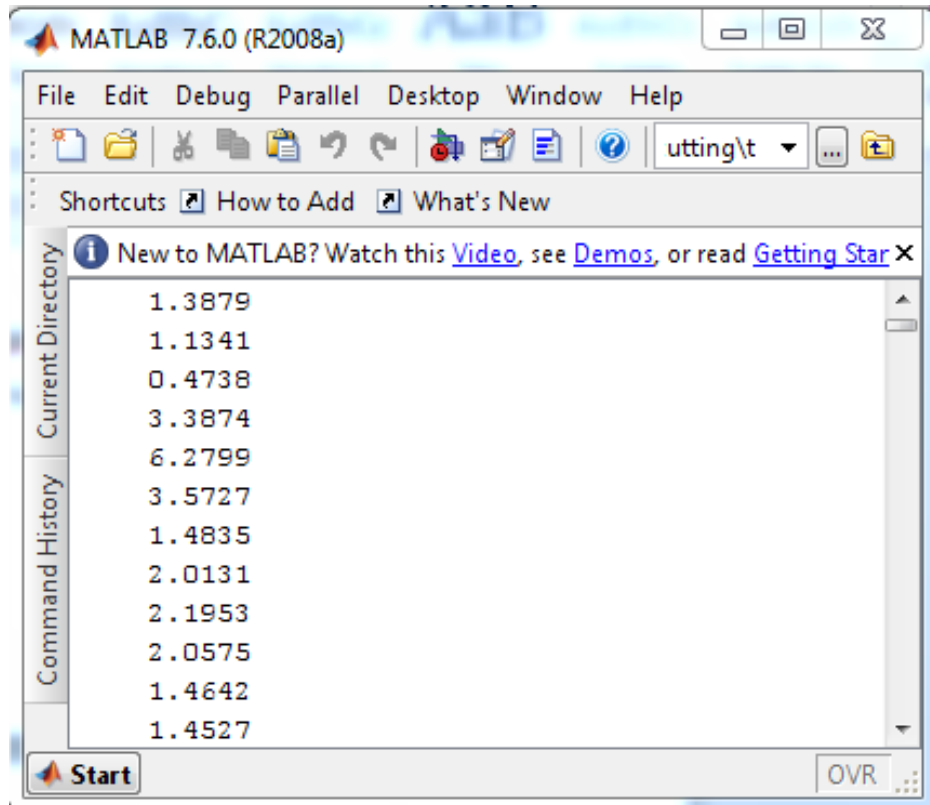 MATLAB 7.6.0 (R2008a)
File Edit Debug Parallel Desktop Window Help
utting\t
...
Shortcuts How to Add What's New
New to MATLAB? Watch this Video, see Demos, or read Getting Star
Current Directory
Command History
1.3879
1.1341
0.4738
3.3874
6.2799
3.5727
1.4835
2.0131
2.1953
2.0575
1.4642
1.4527
Start
OVR